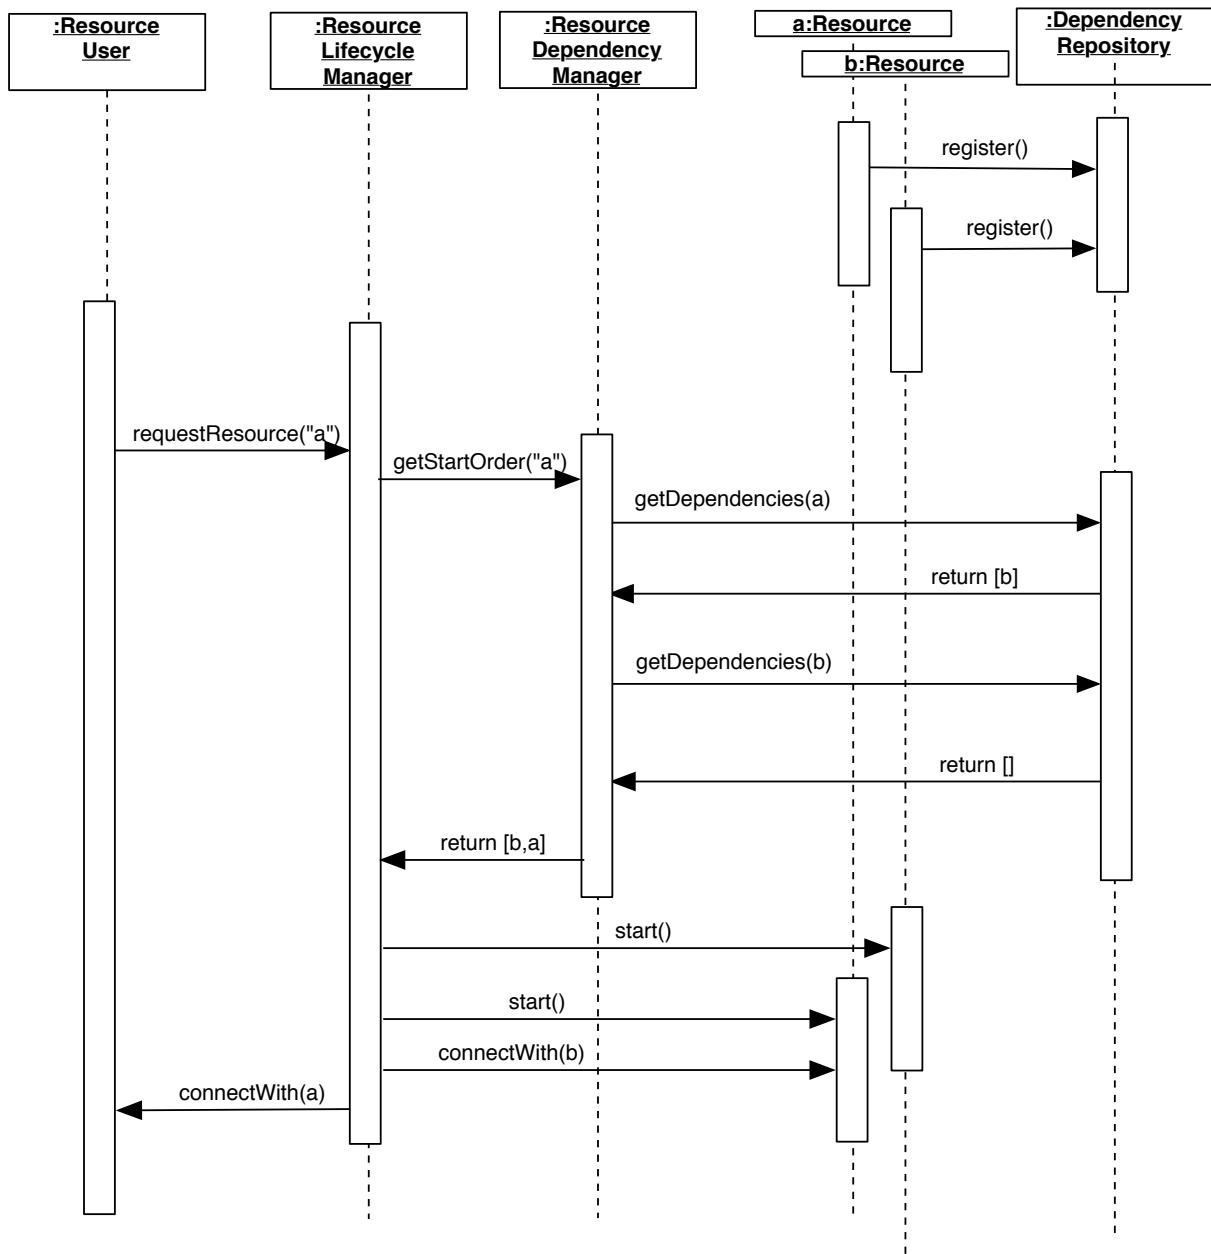 :Resource
User
:Resource
Lifecycle
Manager
:Resource
Dependency
Manager
a:Resource
b:Resource
:Dependency
Repository
register()
register()
requestResource("a")
getStartOrder("a")
getDependencies(a)
return [b]
getDependencies(b)
return []
return [b,a]
start()
start()
connectWith(b)
connectWith(a)